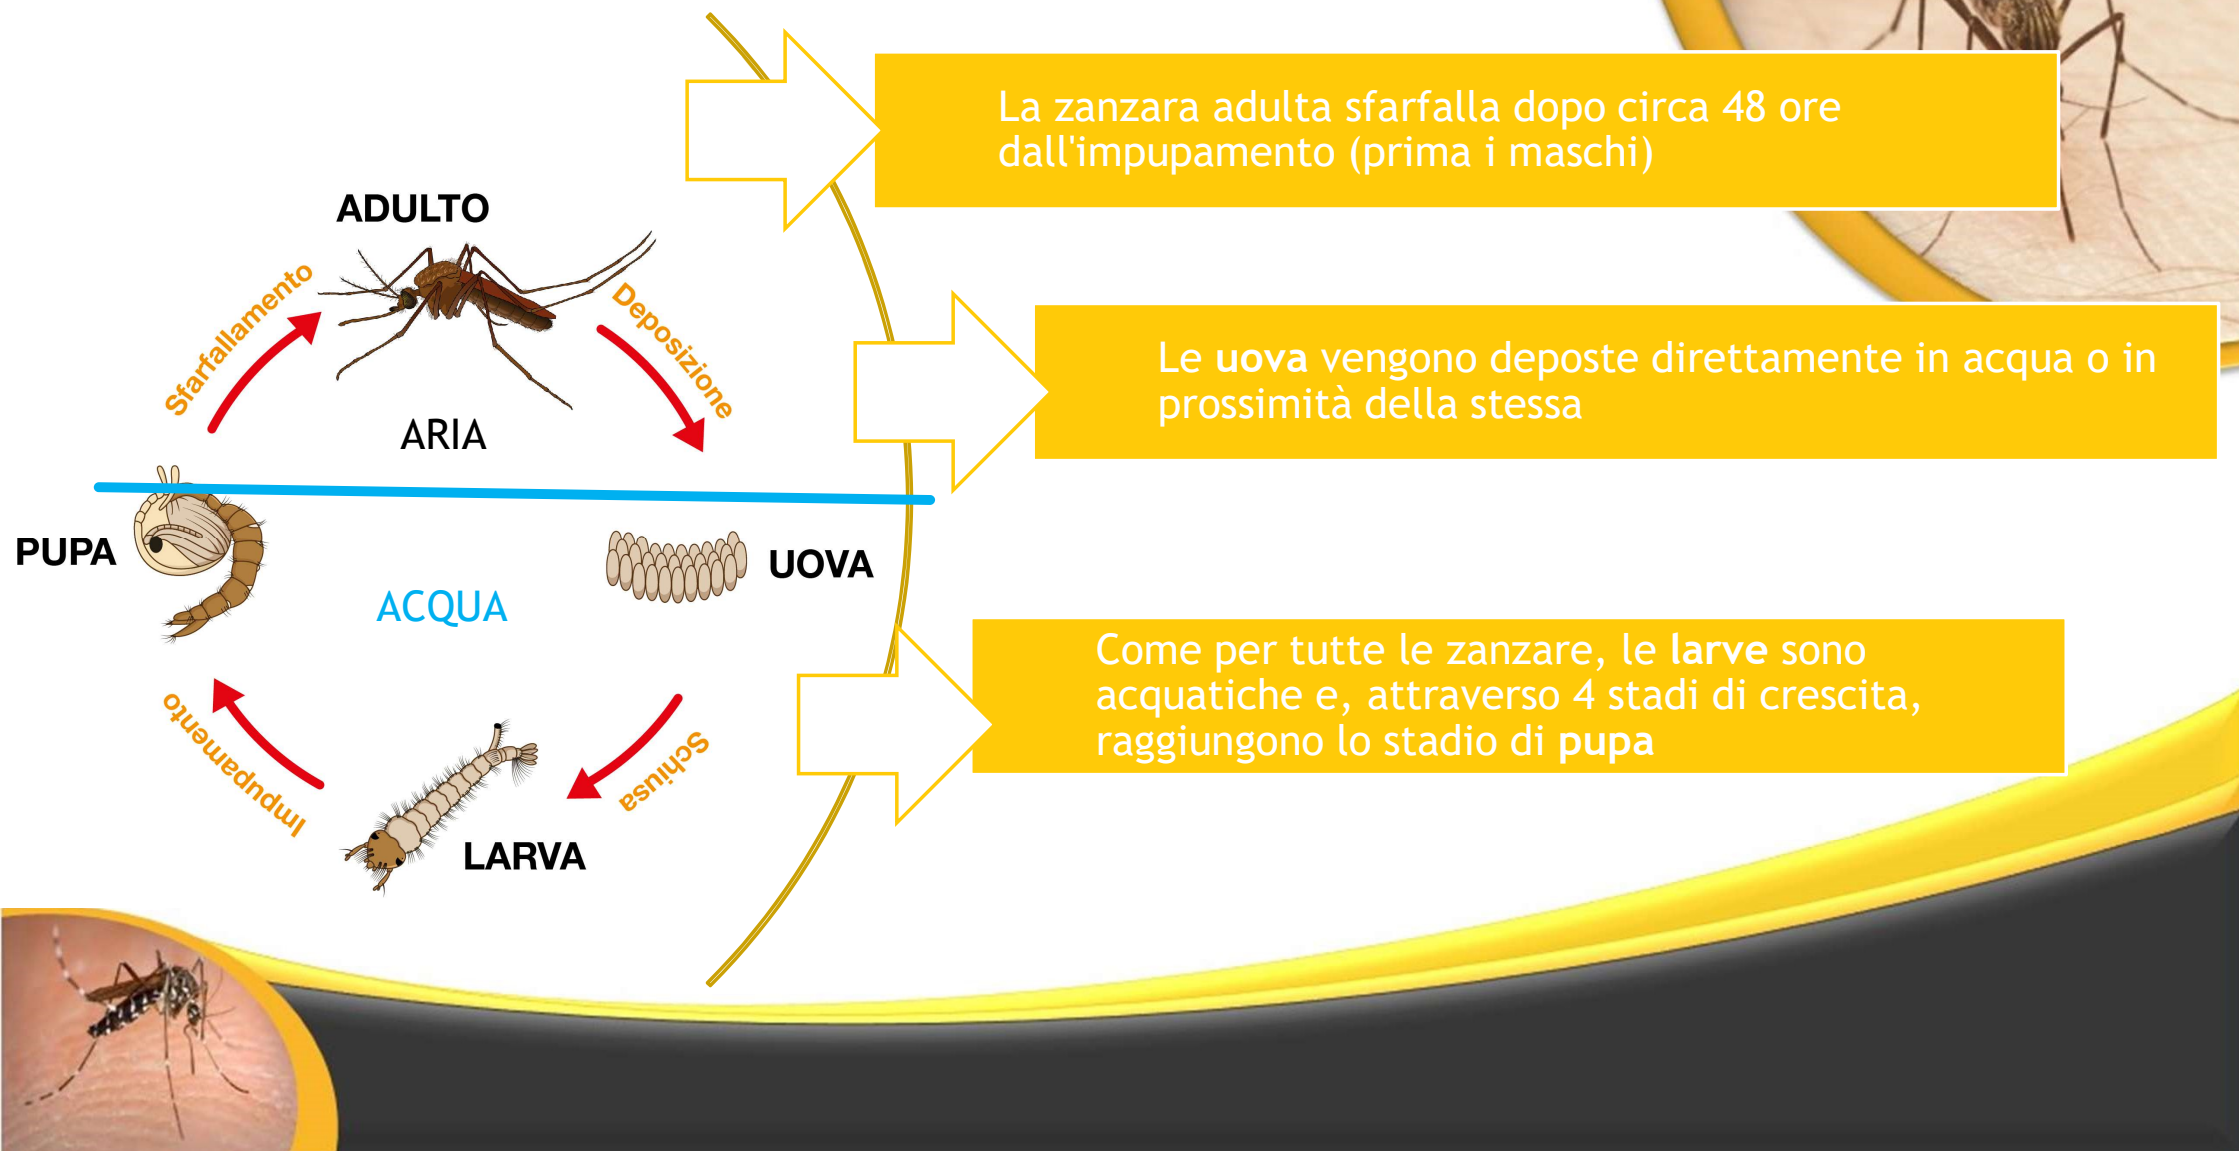 La zanzara adulta sfarfalla dopo circa 48 ore
dall'impupamento (prima i maschi)
ADULTO
Sfarfallamento
Deposizione
ARIA
Le uova vengono deposte direttamente in acqua o in
prossimità della stessa
PUPA
UOVA
ACQUA
Come per tutte le zanzare, le larve sono
acquatiche e, attraverso 4 stadi di crescita,
raggiungono lo stadio di pupa
Impupamento
Schiusa
LARVA